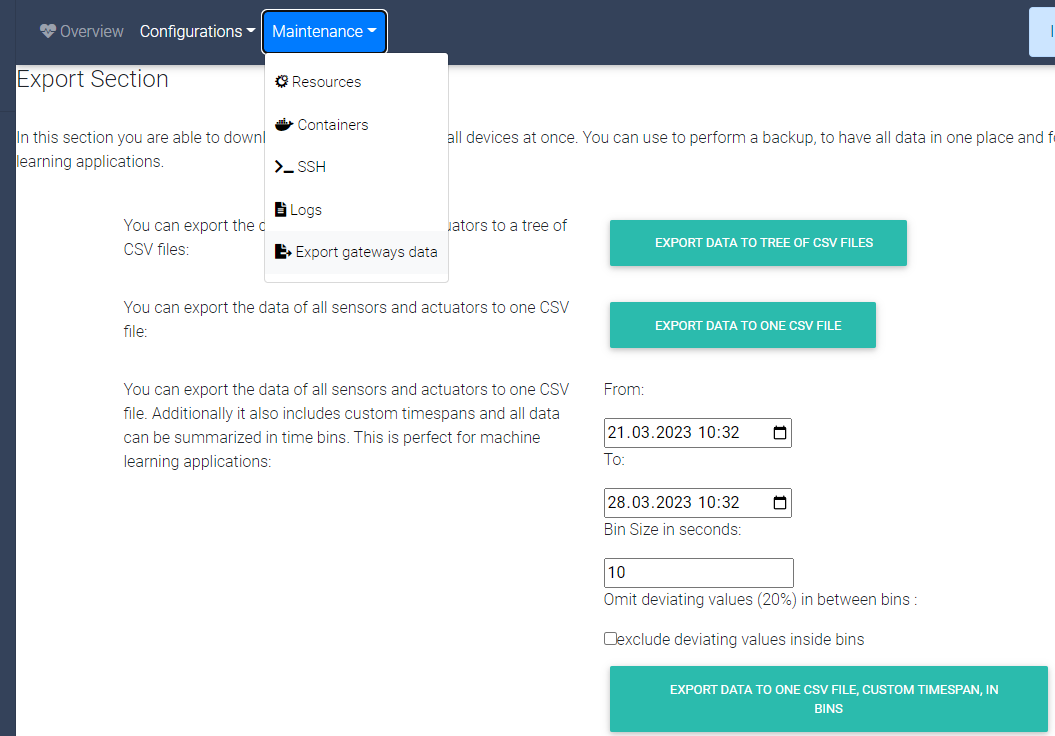 Overview Configurations Maintenance
Resources
Containers
SSH
Logs
Export gateways data
Export Section
In this section you are able to downl all devices at once. You can use to perform a backup, to have all data in one place and f
learning applications.
You can export the d uators to a tree of
CSV files:
EXPORT DATA TO TREE OF CSV FILES
You can export the data of all sensors and actuators to one CSV
file:
EXPORT DATA TO ONE CSV FILE
You can export the data of all sensors and actuators to one CSV
file. Additionally it also includes custom timespans and all data
can be summarized in time bins. This is perfect for machine
learning applications:
From:
21.03.2023 10:32
To:
28.03.2023 10:32
Bin Size in seconds:
10
Omit deviating values (20%) in between bins :
exclude deviating values inside bins
EXPORT DATA TO ONE CSV FILE, CUSTOM TIMESPAN, IN
BINS